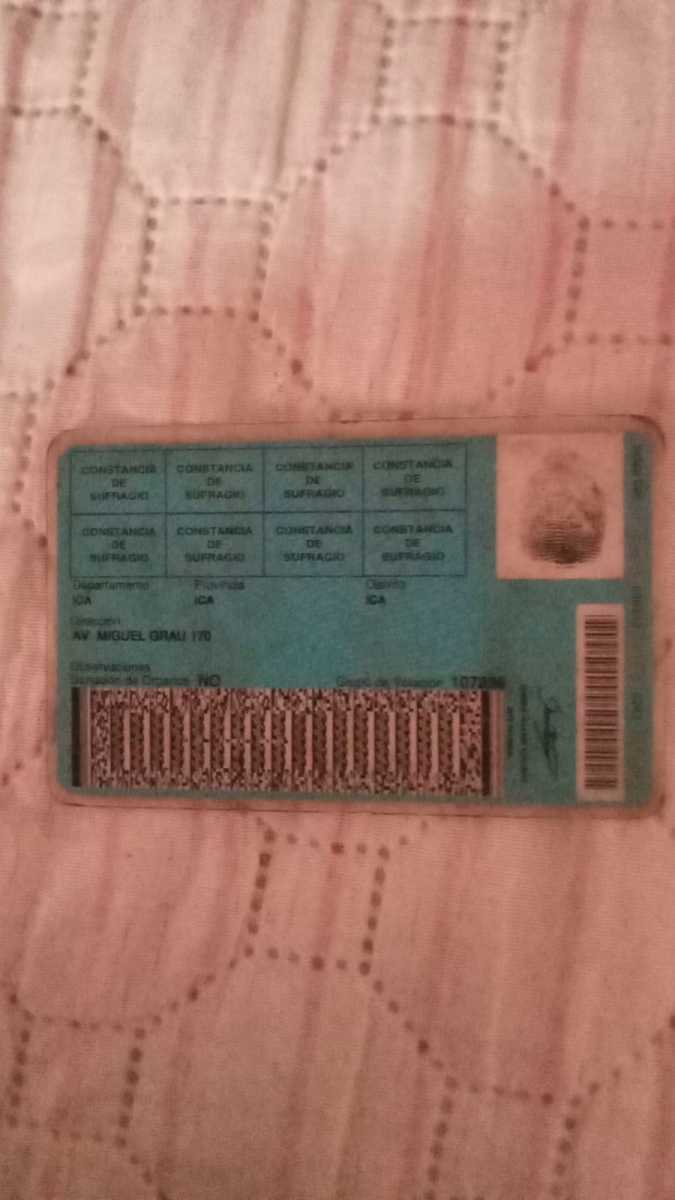 CONSTANCIA CONSTANCIA CONSTANCIA CONSTANCIA
DE DE DE DE
SUFRAGIO SUFRAGIO SUFRAGIO SUFRAGIO
CONSTANCIA CONSTANCIA CONSTANCIA CONSTANCIA
DE DE DE DE
SUFRAGIO SUFRAGIO SUFRAGIO SUFRAGIO
Departamento Provincia Distrito
ICA ICA ICA
Dirección
AV. MIGUEL GRAU 170
Observaciones
Donación de Organos NO Grupo de Votación